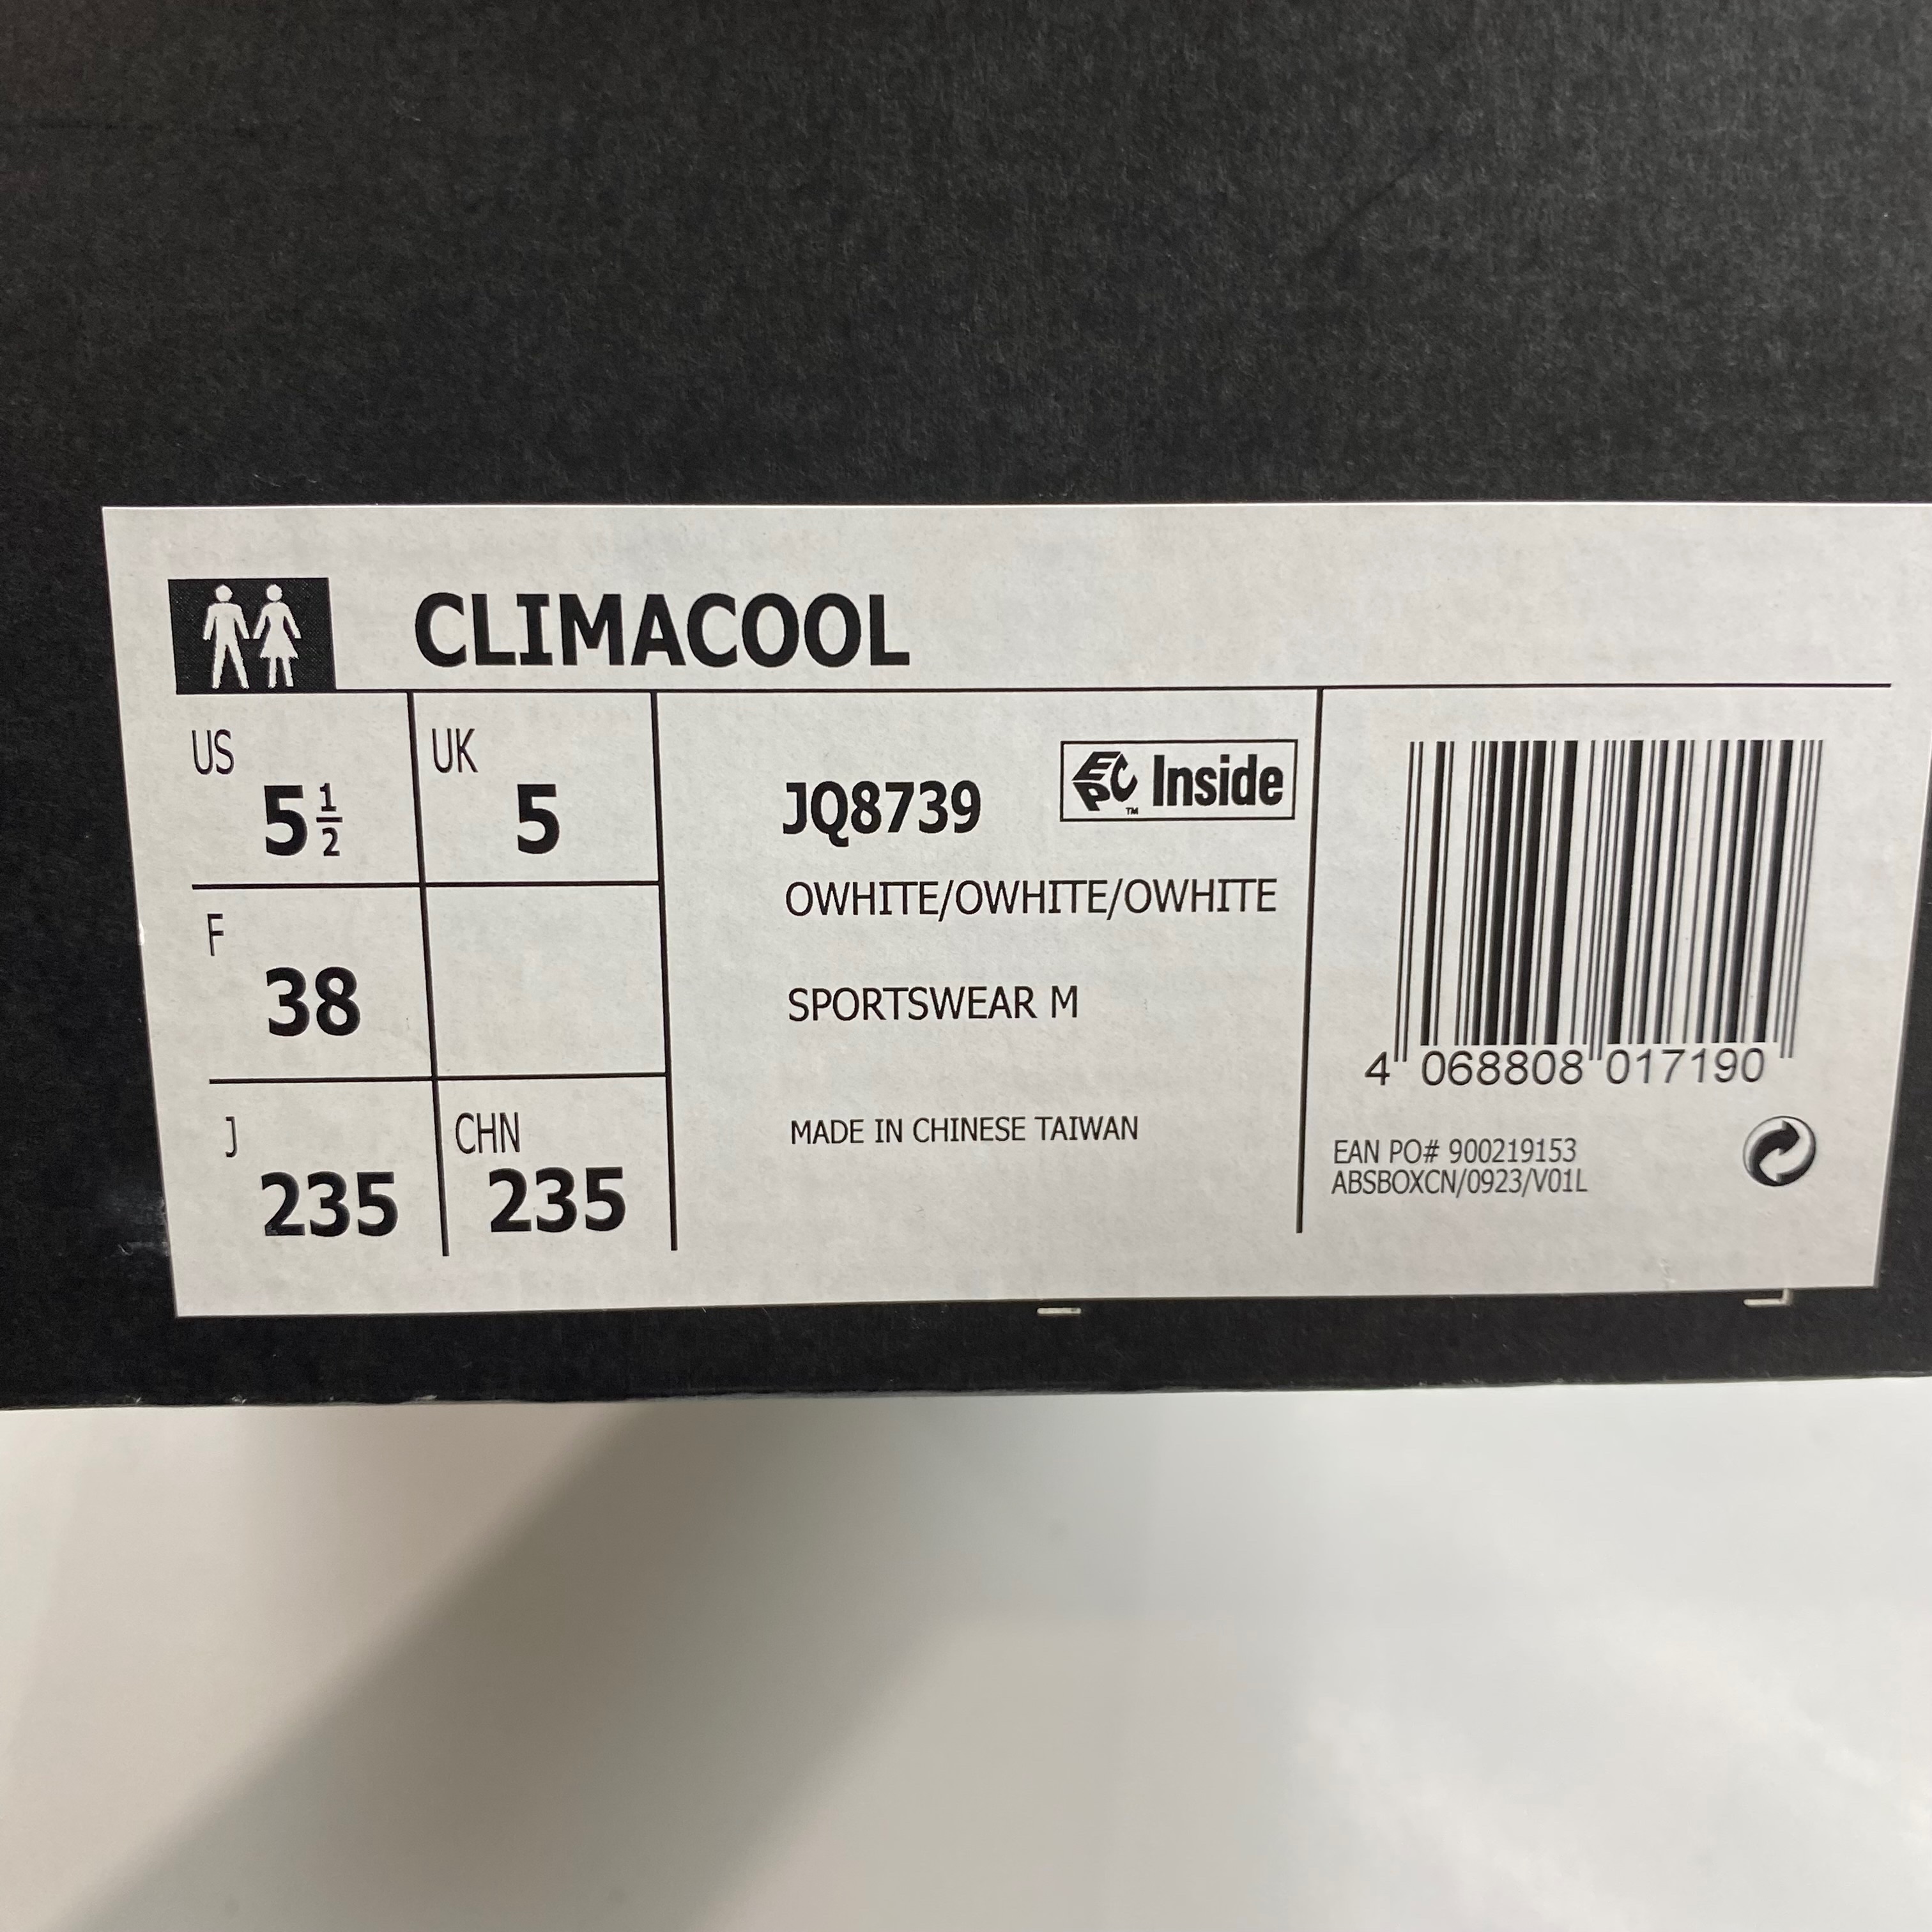 CLIMACOOL
US
5 1/2
UK
5
F
38
J
235
CHN
235
JQ8739
EPC™ Inside
OWHITE/OWHITE/OWHITE
SPORTSWEAR M
MADE IN CHINESE TAIWAN
4 068808 017190
EAN PO# 900219153
ABSBOXCN/0923/V01L